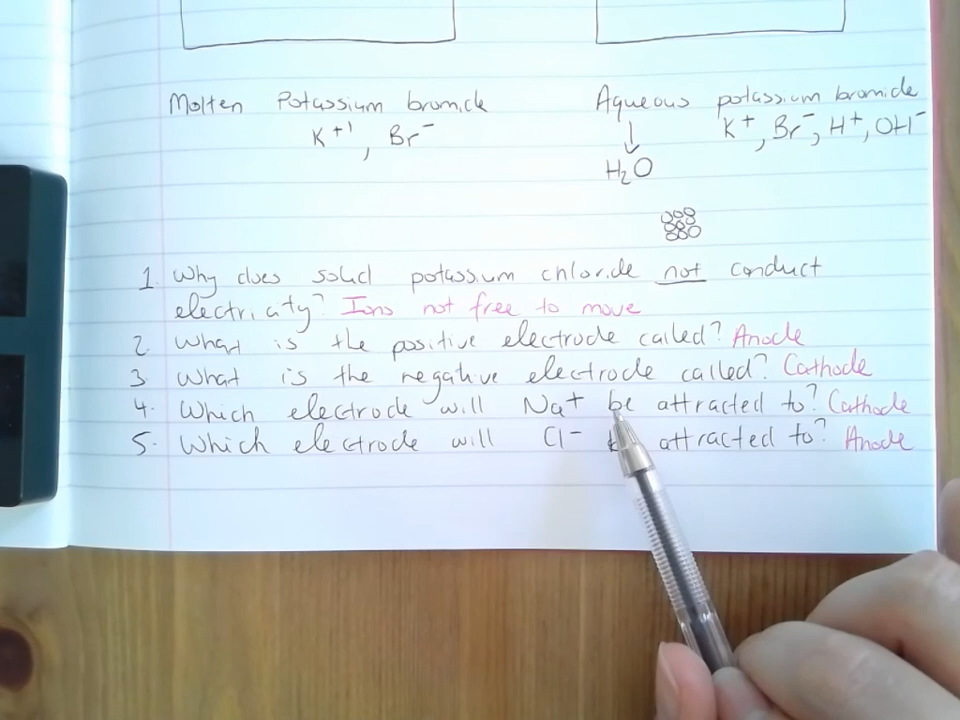 Molten Potassium bromide
K+, Br-
Aqueous potassium bromide
K+, Br-, H+, OH-
H2O
1. Why does solid potassium chloride not conduct
electricity? Ions not free to move
2. What is the positive electrode called? Anode
3 What is the negative electrode called? Cathode
4. Which electrode will Na+ be attracted to? Cathode
5. Which electrode will Cl- attracted to? Anode